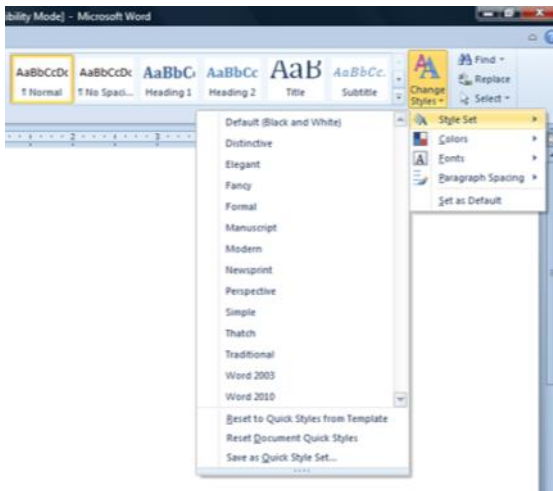 ibility Mode] - Microsoft Word
AaBbCcDc AaBbCcDc AaBbC AaBbCc AaB AaBbCc.
¶ Normal ¶ No Spaci... Heading 1 Heading 2 Title Subtitle
Change Styles
Find
Replace
Select
2 1 3
Style Set
Colors
Fonts
Paragraph Spacing
Set as Default
Default (Black and White)
Distinctive
Elegant
Fancy
Formal
Manuscript
Modern
Newsprint
Perspective
Simple
Thatch
Traditional
Word 2003
Word 2010
Reset to Quick Styles from Template
Reset Document Quick Styles
Save as Quick Style Set...